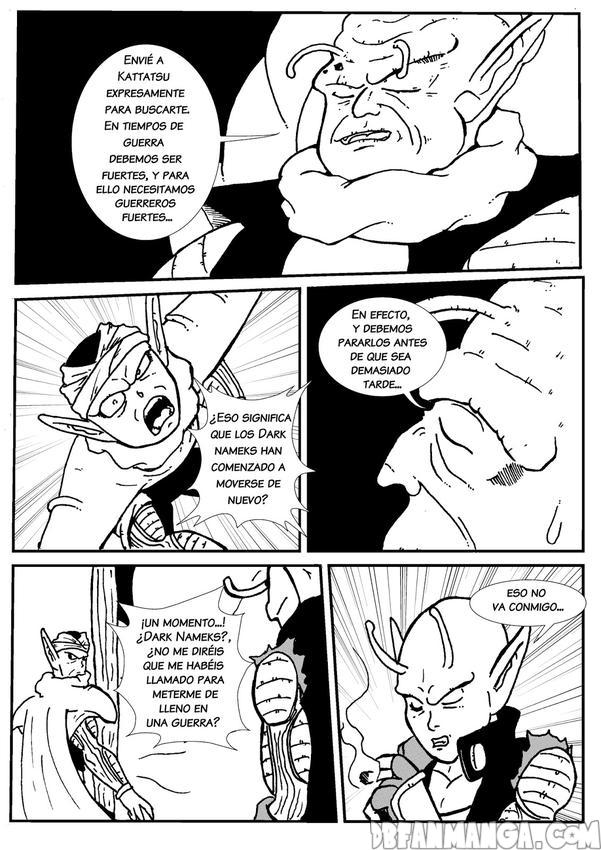 ENVIÉ A
KATTATSU
EXPRESAMENTE
PARA BUSCARTE.
EN TIEMPOS DE
GUERRA
DEBEMOS SER
FUERTES, Y PARA
ELLO NECESITAMOS
GUERREROS
FUERTES...
¿ESO SIGNIFICA
QUE LOS DARK
NAMEKS HAN
COMENZADO A
MOVERSE DE
NUEVO?
EN EFECTO,
Y DEBEMOS
PARARLOS ANTES
DE QUE SEA
DEMASIADO
TARDE...
¡UN MOMENTO...!
¿DARK NAMEKS?,
¿NO ME DIRÉIS
QUE ME HABÉIS
LLAMADO PARA
METERME DE
LLENO EN
UNA GUERRA?
ESO NO
VA CONMIGO...
DBFANMANGA.COM